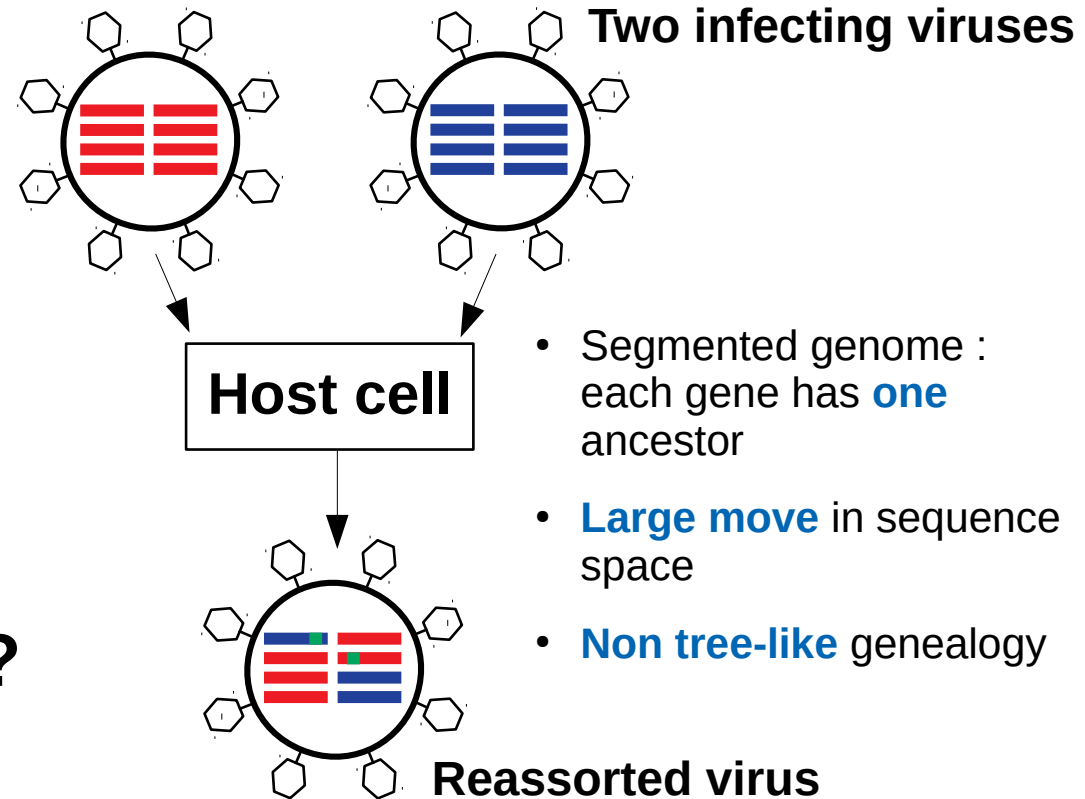 Two infecting viruses
Host cell
• Segmented genome :
each gene has one
ancestor
• Large move in sequence
space
• Non tree-like genealogy
?
Reassorted virus